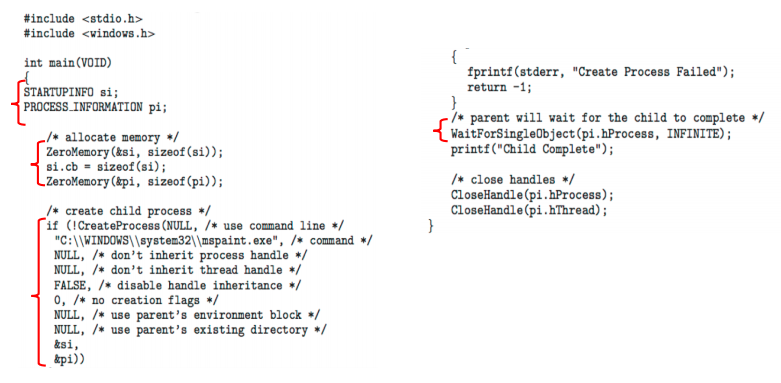 #include <stdio.h>
#include <windows.h>
int main(VOID)
{
STARTUPINFO si;
PROCESS_INFORMATION pi;
/* allocate memory */
ZeroMemory(&si, sizeof(si));
si.cb = sizeof(si);
ZeroMemory(&pi, sizeof(pi));
/* create child process */
if (!CreateProcess(NULL, /* use command line */
"C:\\WINDOWS\\system32\\mspaint.exe", /* command */
NULL, /* don't inherit process handle */
NULL, /* don't inherit thread handle */
FALSE, /* disable handle inheritance */
0, /* no creation flags */
NULL, /* use parent's environment block */
NULL, /* use parent's existing directory */
&si,
&pi))
{
fprintf(stderr, "Create Process Failed");
return -1;
}
/* parent will wait for the child to complete */
WaitForSingleObject(pi.hProcess, INFINITE);
printf("Child Complete");
/* close handles */
CloseHandle(pi.hProcess);
CloseHandle(pi.hThread);
}